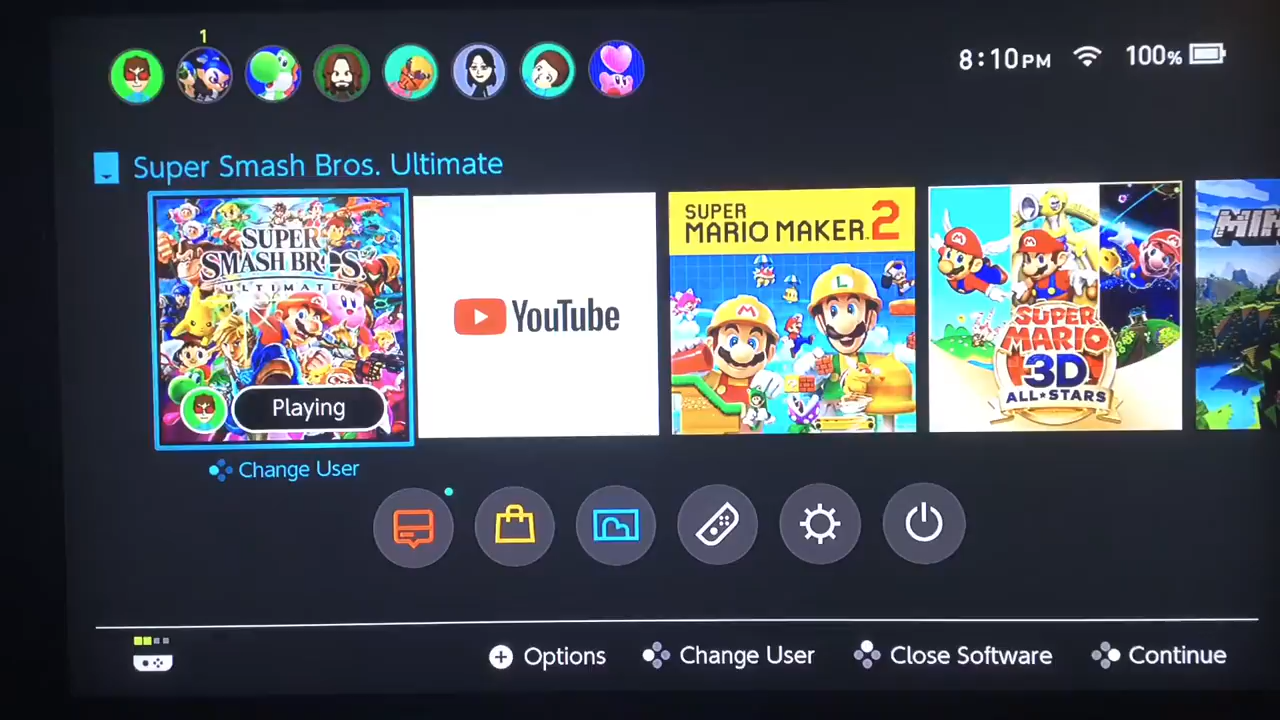 1
8:10PM 100%
Super Smash Bros. Ultimate
SUPER
SMASH BROS.
ULTIMATE
Playing
YouTube
SUPER
MARIO MAKER 2
M
L
M
SUPER
MARIO
3D
ALL★STARS
MIN
Change User
Options Change User Close Software Continue